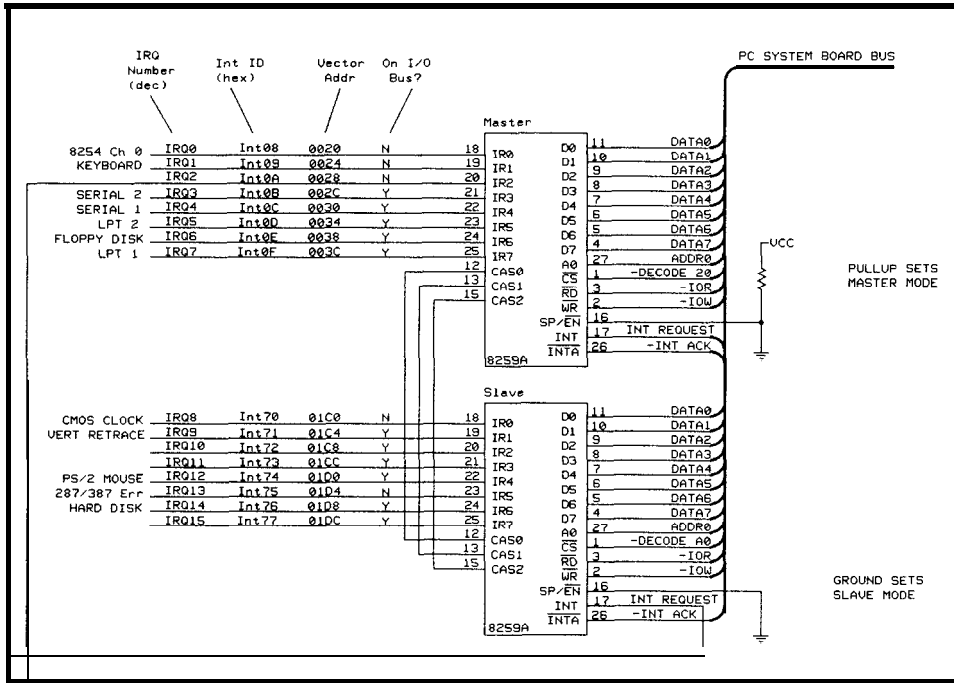 PC SYSTEM BOARD BUS
IRQ Number (dec)
Int ID (hex)
Vector Addr
On I/O Bus?
Master
8254 Ch 0 IRQ0 Int08 0020 N 18 IR0 D0 11 DATA0
KEYBOARD IRQ1 Int09 0024 N 19 IR1 D1 10 DATA1
IRQ2 Int0A 0028 N 20 IR2 D2 9 DATA2
SERIAL 2 IRQ3 Int0B 002C Y 21 IR3 D3 8 DATA3
SERIAL 1 IRQ4 Int0C 0030 Y 22 IR4 D4 7 DATA4
LPT 2 IRQ5 Int0D 0034 Y 23 IR5 D5 6 DATA5
FLOPPY DISK IRQ6 Int0E 0038 Y 24 IR6 D6 5 DATA6
LPT 1 IRQ7 Int0F 003C Y 25 IR7 D7 4 DATA7
12 CAS0 A0 27 ADDR0
13 CAS1 CS 1 -DECODE 20
15 CAS2 RD 3 -IOR
WR 2 -IOW
SP/EN 16
INT 17 INT REQUEST
INTA 26 -INT ACK
8259A
VCC
PULLUP SETS
MASTER MODE
Slave
CMOS CLOCK IRQ8 Int70 01C0 N 18 IR0 D0 11 DATA0
VERT RETRACE IRQ9 Int71 01C4 Y 19 IR1 D1 10 DATA1
IRQ10 Int72 01C8 Y 20 IR2 D2 9 DATA2
IRQ11 Int73 01CC Y 21 IR3 D3 8 DATA3
PS/2 MOUSE IRQ12 Int74 01D0 Y 22 IR4 D4 7 DATA4
287/387 Err IRQ13 Int75 01D4 N 23 IR5 D5 6 DATA5
HARD DISK IRQ14 Int76 01D8 Y 24 IR6 D6 5 DATA6
IRQ15 Int77 01DC Y 25 IR7 D7 4 DATA7
12 CAS0 A0 27 ADDR0
13 CAS1 CS 1 -DECODE A0
15 CAS2 RD 3 -IOR
WR 2 -IOW
SP/EN 16
INT 17 INT REQUEST
INTA 26 -INT ACK
8259A
GROUND SETS
SLAVE MODE